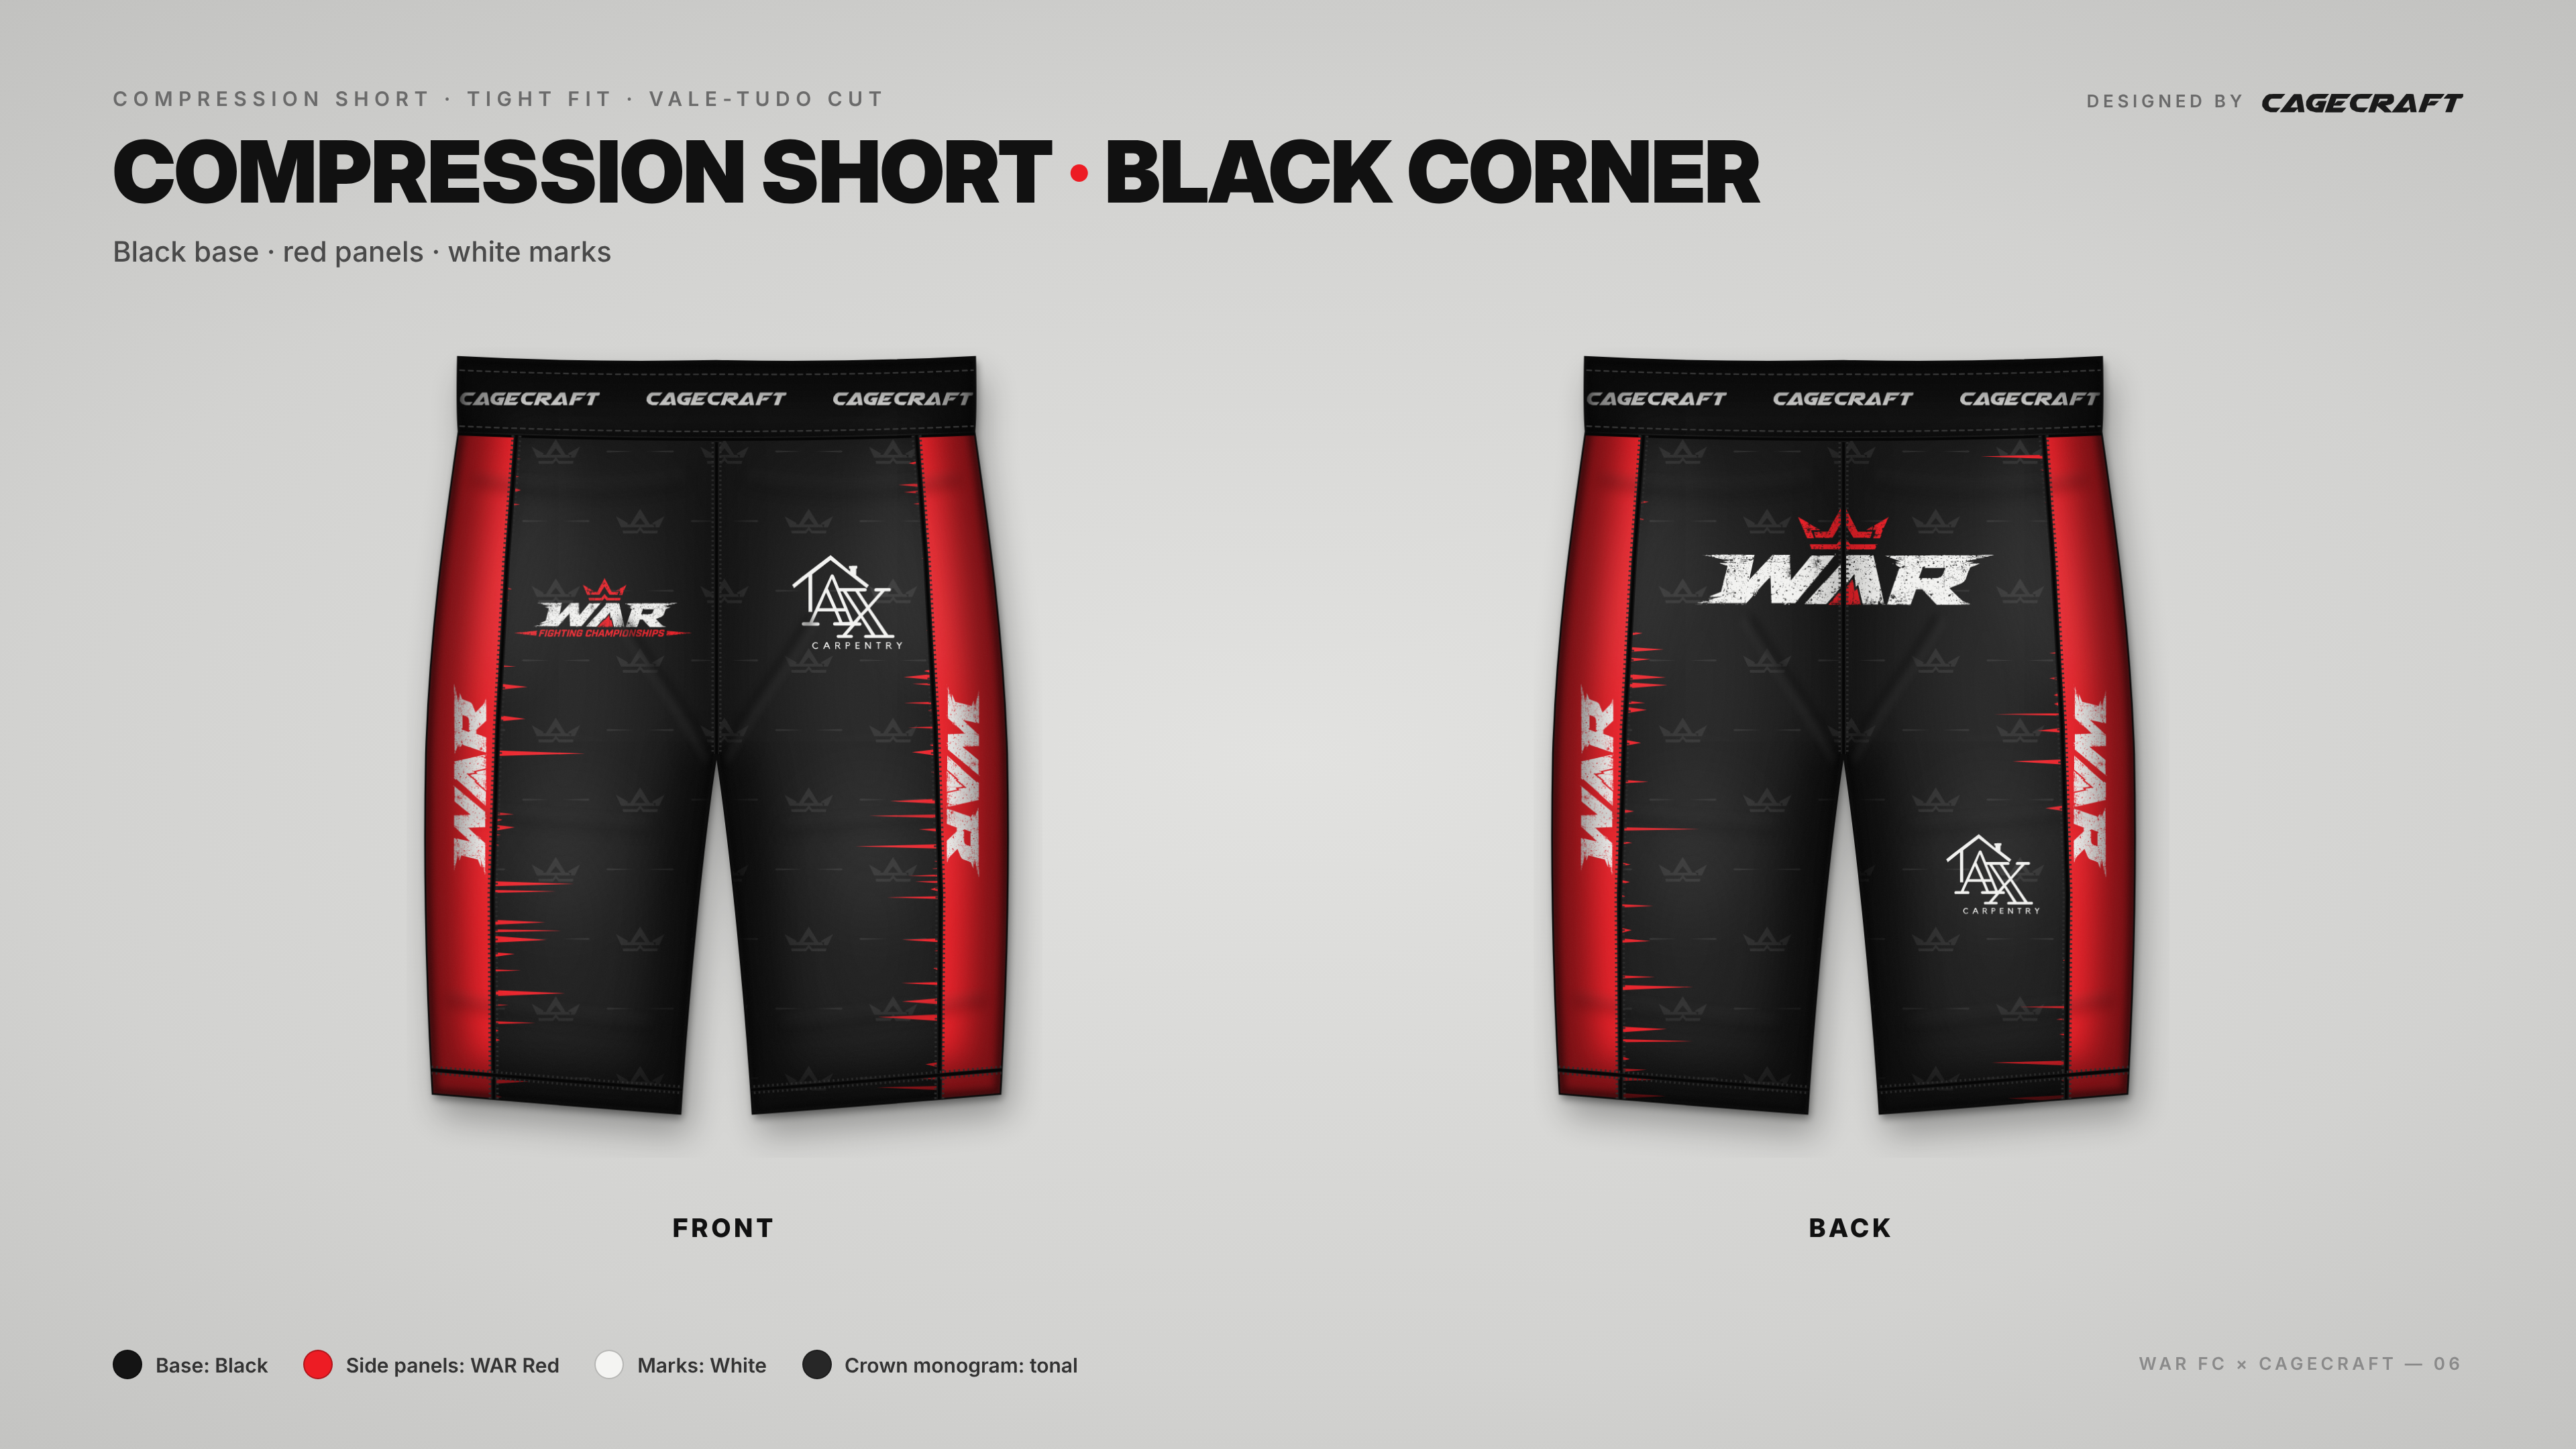 COMPRESSION SHORT · TIGHT FIT · VALE-TUDO CUT
DESIGNED BY CAGECRAFT
COMPRESSION SHORT · BLACK CORNER
Black base · red panels · white marks
CAGECRAFT CAGECRAFT CAGECRAFT
WAR
FIGHTING CHAMPIONSHIPS
AX
CARPENTRY
WAR
WAR
FRONT
CAGECRAFT CAGECRAFT CAGECRAFT
WAR
WAR
WAR
AX
CARPENTRY
BACK
Base: Black
Side panels: WAR Red
Marks: White
Crown monogram: tonal
WAR FC × CAGECRAFT — 06